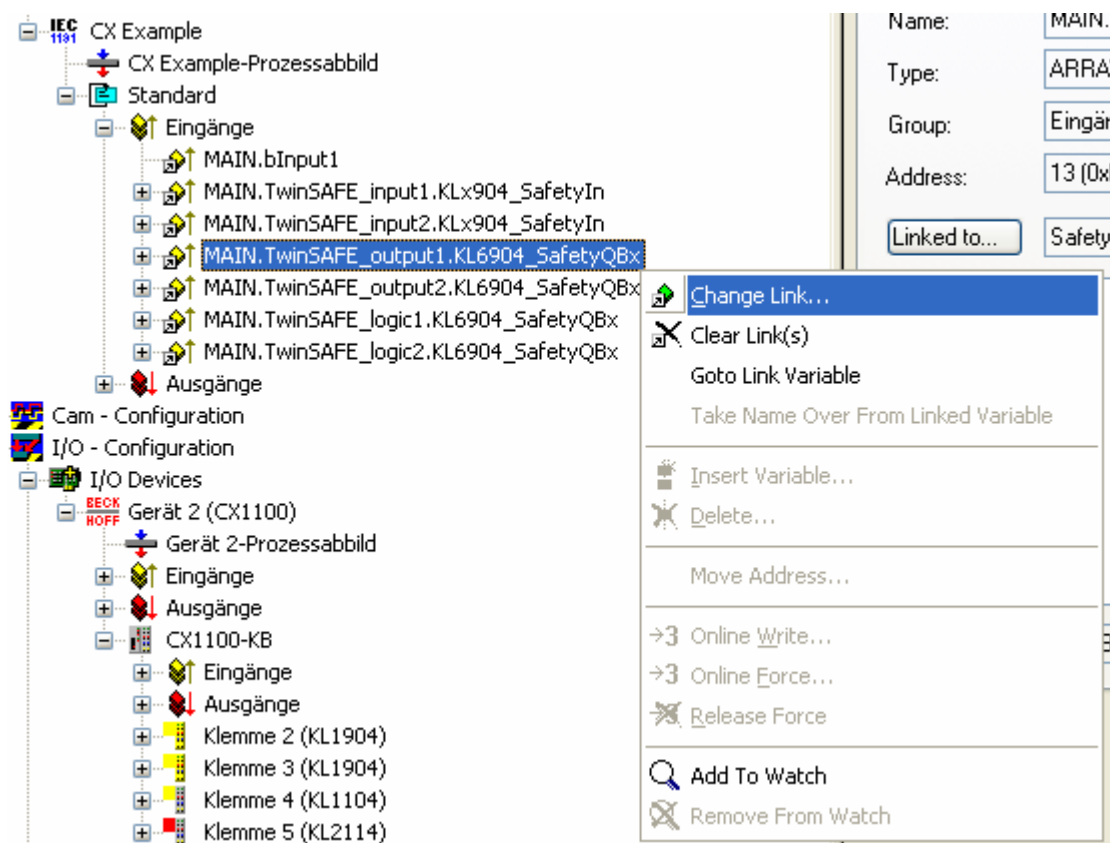 IEC 1131 CX Example
CX Example-Prozessabbild
Standard
Eingänge
MAIN.bInput1
MAIN.TwinSAFE_input1.KLx904_SafetyIn
MAIN.TwinSAFE_input2.KLx904_SafetyIn
MAIN.TwinSAFE_output1.KL6904_SafetyQBx
MAIN.TwinSAFE_output2.KL6904_SafetyQBx
MAIN.TwinSAFE_logic1.KL6904_SafetyQBx
MAIN.TwinSAFE_logic2.KL6904_SafetyQBx
Ausgänge
Cam - Configuration
I/O - Configuration
I/O Devices
BECKHOFF Gerät 2 (CX1100)
Gerät 2-Prozessabbild
Eingänge
Ausgänge
CX1100-KB
Eingänge
Ausgänge
Klemme 2 (KL1904)
Klemme 3 (KL1904)
Klemme 4 (KL1104)
Klemme 5 (KL2114)
Name: MAIN.
Type: ARRA
Group: Eingär
Address: 13 (0x
Linked to... Safety
Change Link...
Clear Link(s)
Goto Link Variable
Take Name Over From Linked Variable
Insert Variable...
Delete...
Move Address...
→3 Online Write...
→3 Online Force...
Release Force
Add To Watch
Remove From Watch